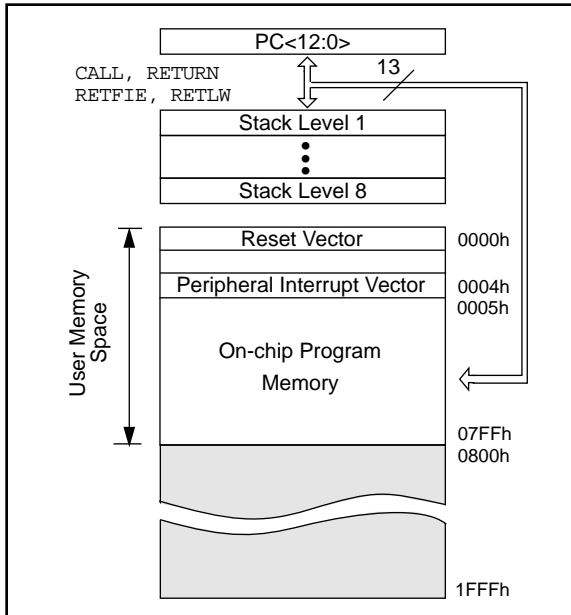 PC<12:0>
CALL, RETURN
RETFIE, RETLW
13
Stack Level 1
Stack Level 8
User Memory
Space
Reset Vector
0000h
Peripheral Interrupt Vector
0004h
0005h
On-chip Program
Memory
07FFh
0800h
1FFFh